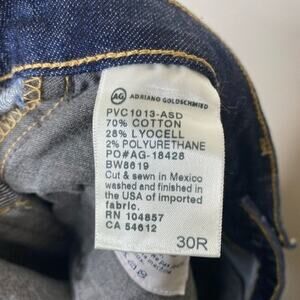 AG ADRIANO GOLDSCHMIED
PVC1013-ASD
70% COTTON
28% LYOCELL
2% POLYURETHANE
PO#AG-18428
BW8619
Cut & sewn in Mexico
washed and finished in
the USA of imported
fabric.
RN 104857
CA 54612
30R